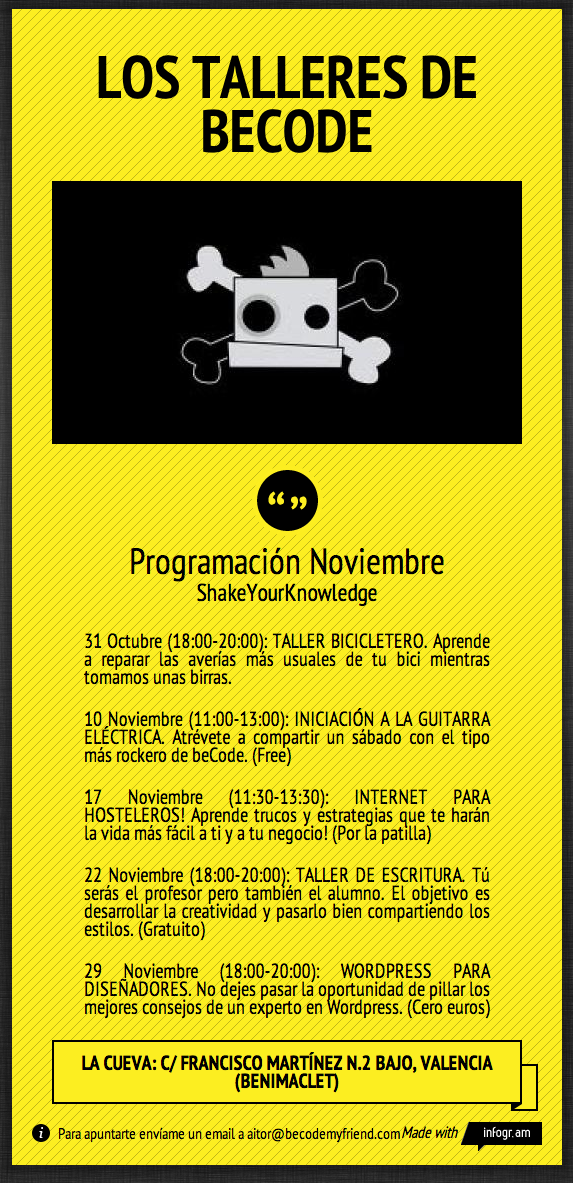 LOS TALLERES DE
BECODE
“ ”
Programación Noviembre
ShakeYourKnowledge
31 Octubre (18:00-20:00): TALLER BICICLETERO. Aprende
a reparar las averías más usuales de tu bici mientras
tomamos unas birras.
10 Noviembre (11:00-13:00): INICIACIÓN A LA GUITARRA
ELÉCTRICA. Atrévete a compartir un sábado con el tipo
más rockero de beCode. (Free)
17 Noviembre (11:30-13:30): INTERNET PARA
HOSTELEROS! Aprende trucos y estrategias que te harán
la vida más fácil a ti y a tu negocio! (Por la patilla)
22 Noviembre (18:00-20:00): TALLER DE ESCRITURA. Tú
serás el profesor pero también el alumno. El objetivo es
desarrollar la creatividad y pasarlo bien compartiendo los
estilos. (Gratuito)
29 Noviembre (18:00-20:00): WORDPRESS PARA
DISEÑADORES. No dejes pasar la oportunidad de pillar los
mejores consejos de un experto en Wordpress. (Cero euros)
LA CUEVA: C/ FRANCISCO MARTÍNEZ N.2 BAJO, VALENCIA
(BENIMACLET)
i Para apuntarte envíame un email a aitor@becodemyfriend.com Made with infogr.am